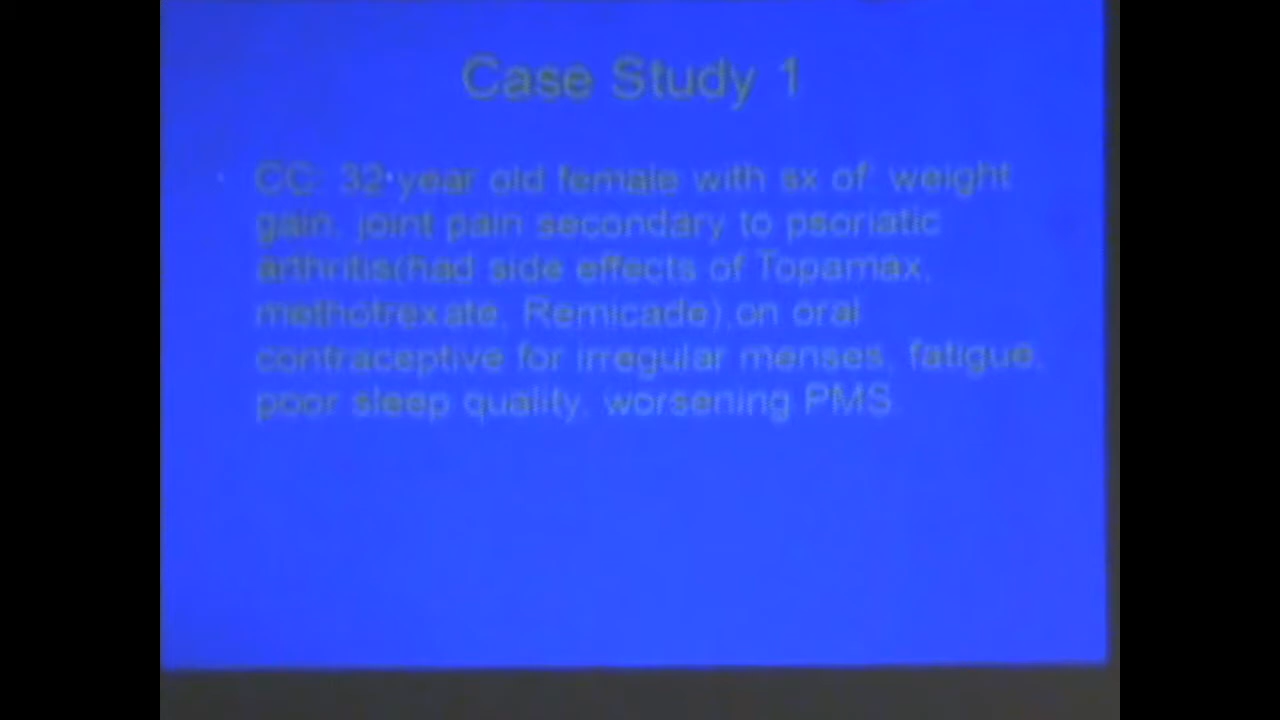 Case Study 1
CC: 32 year old female with sx of: weight
gain, joint pain secondary to psoriatic
arthritis(had side effects of Topamax,
methotrexate, Remicade),on oral
contraceptive for irregular menses, fatigue,
poor sleep quality, worsening PMS.